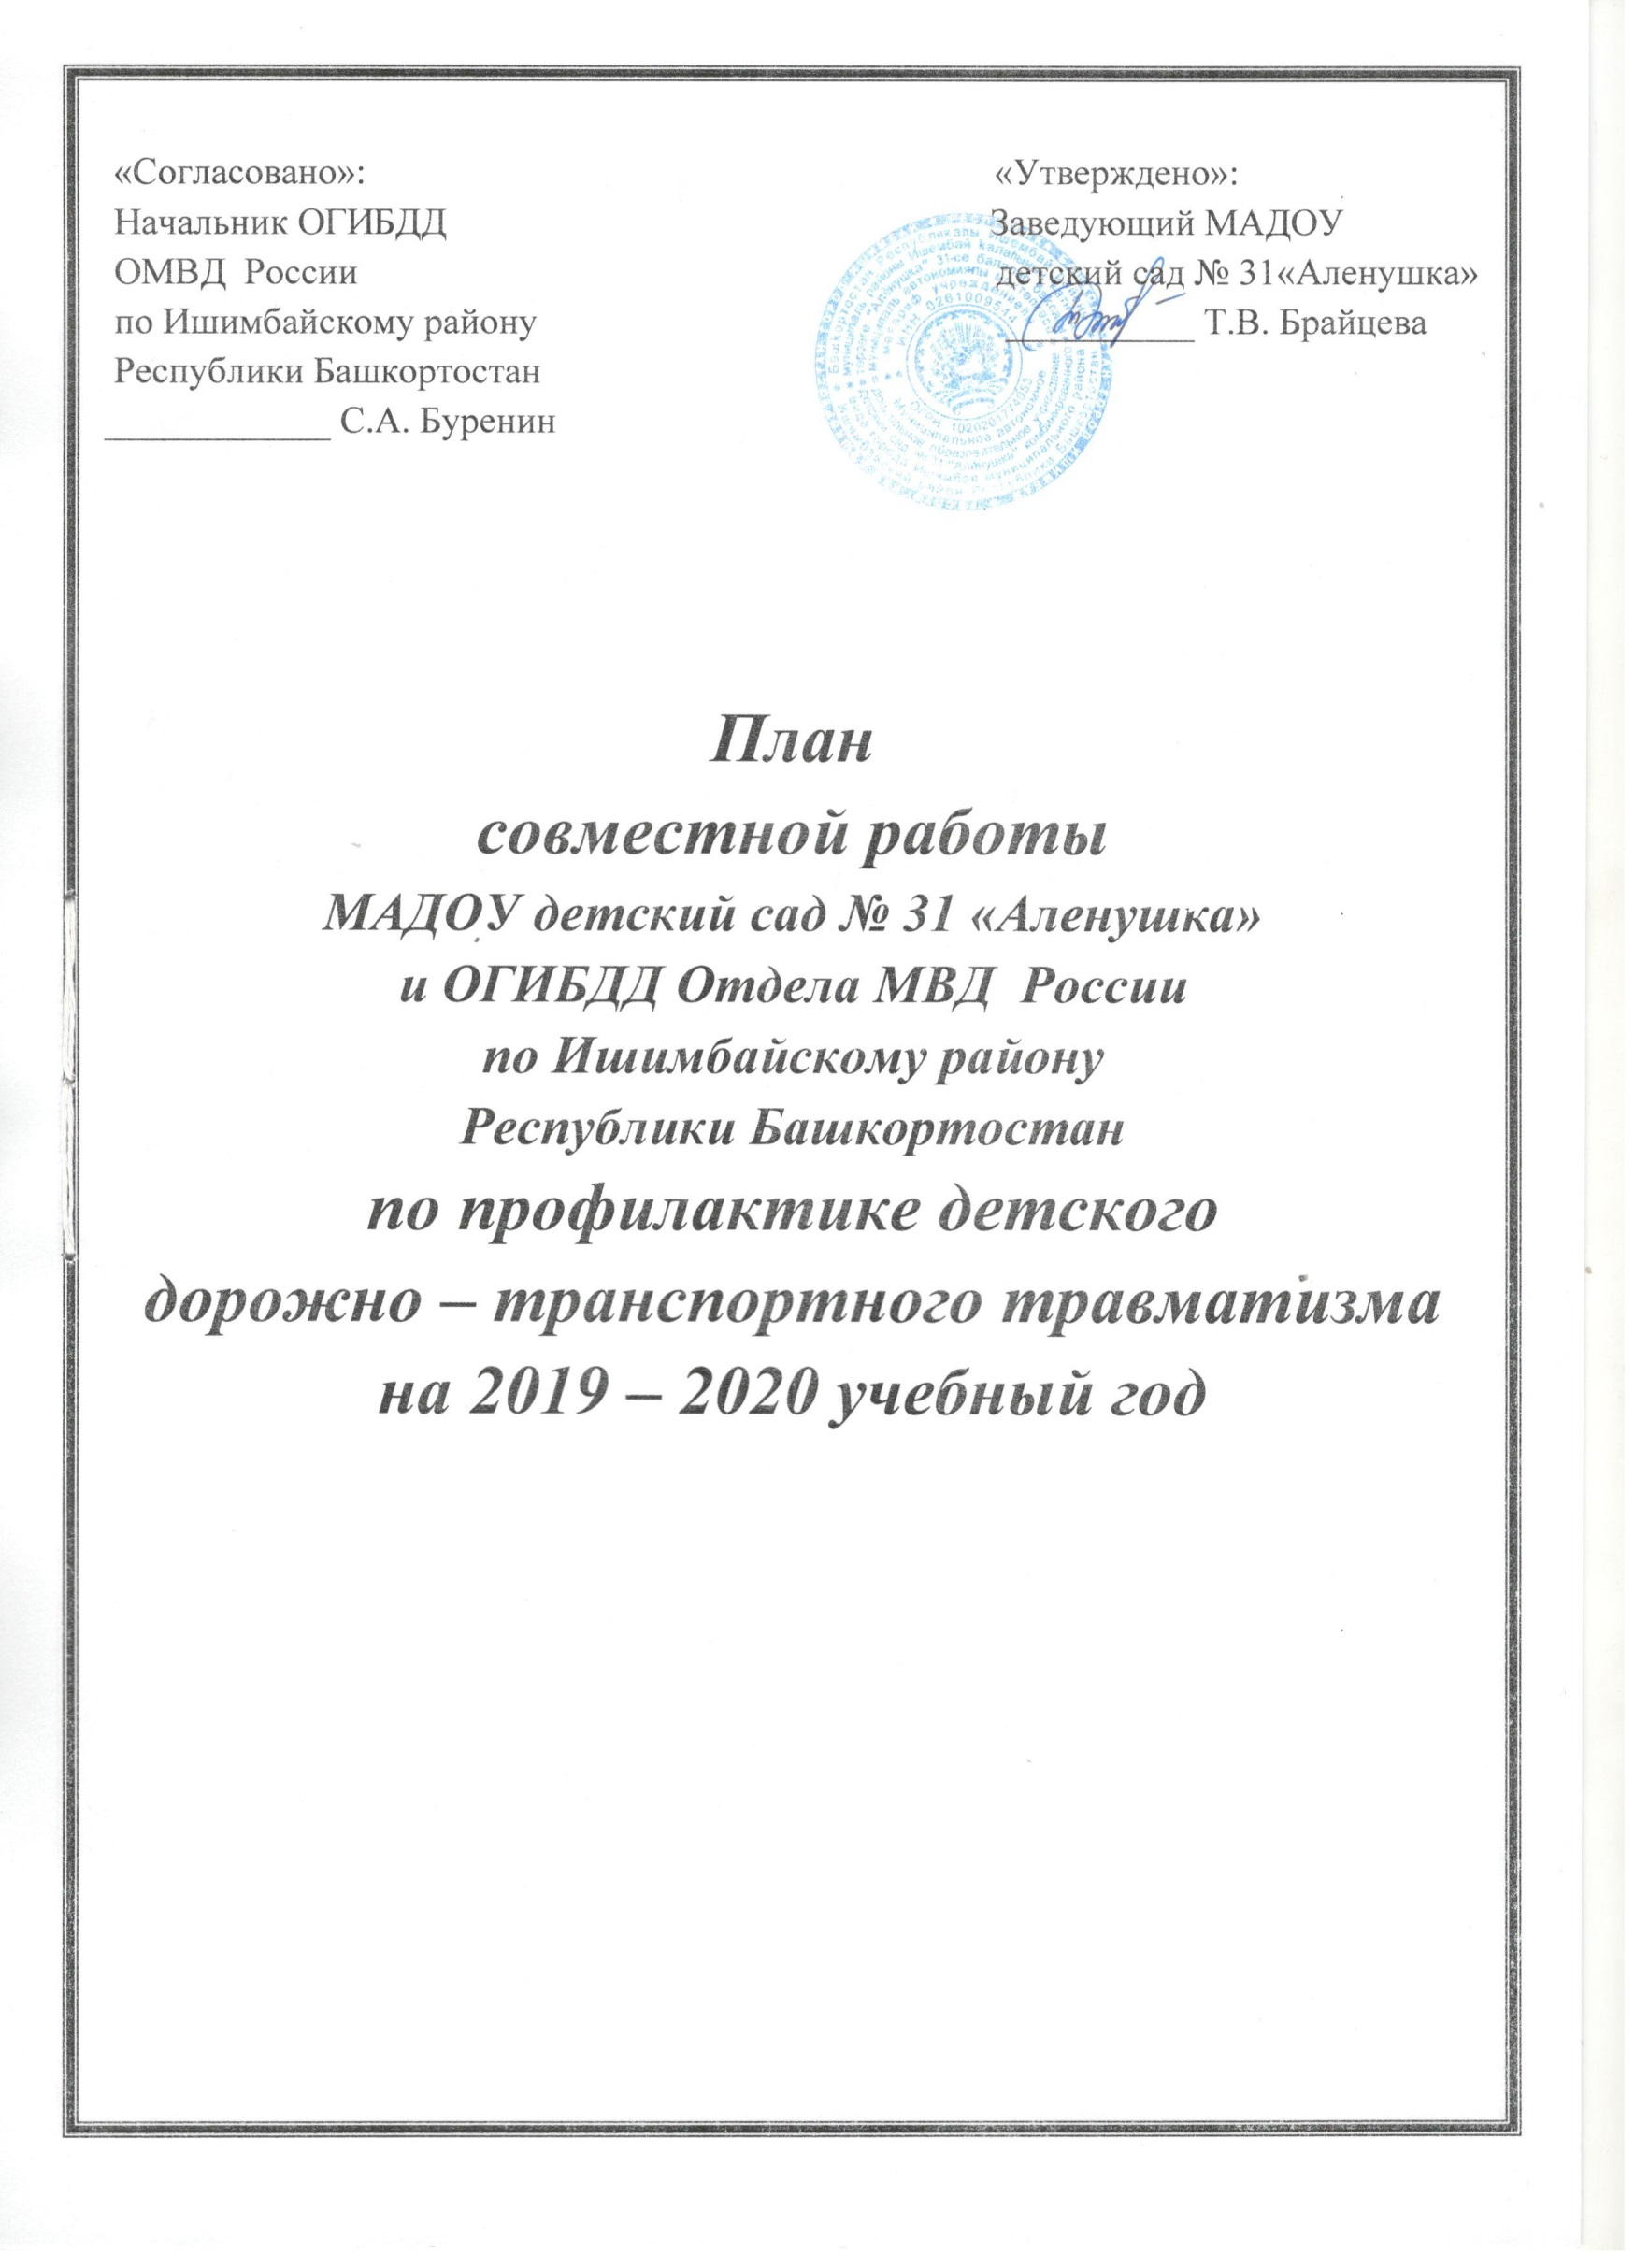 «Согласовано»:
Начальник ОГИБДД
ОМВД России
по Ишимбайскому району
Республики Башкортостан
____________ С.А. Буренин
«Утверждено»:
Заведующий МАДОУ
детский сад № 31«Аленушка»
__________ Т.В. Брайцева
План
совместной работы
МАДОУ детский сад № 31 «Аленушка»
и ОГИБДД Отдела МВД России
по Ишимбайскому району
Республики Башкортостан
по профилактике детского
дорожно – транспортного травматизма
на 2019 – 2020 учебный год